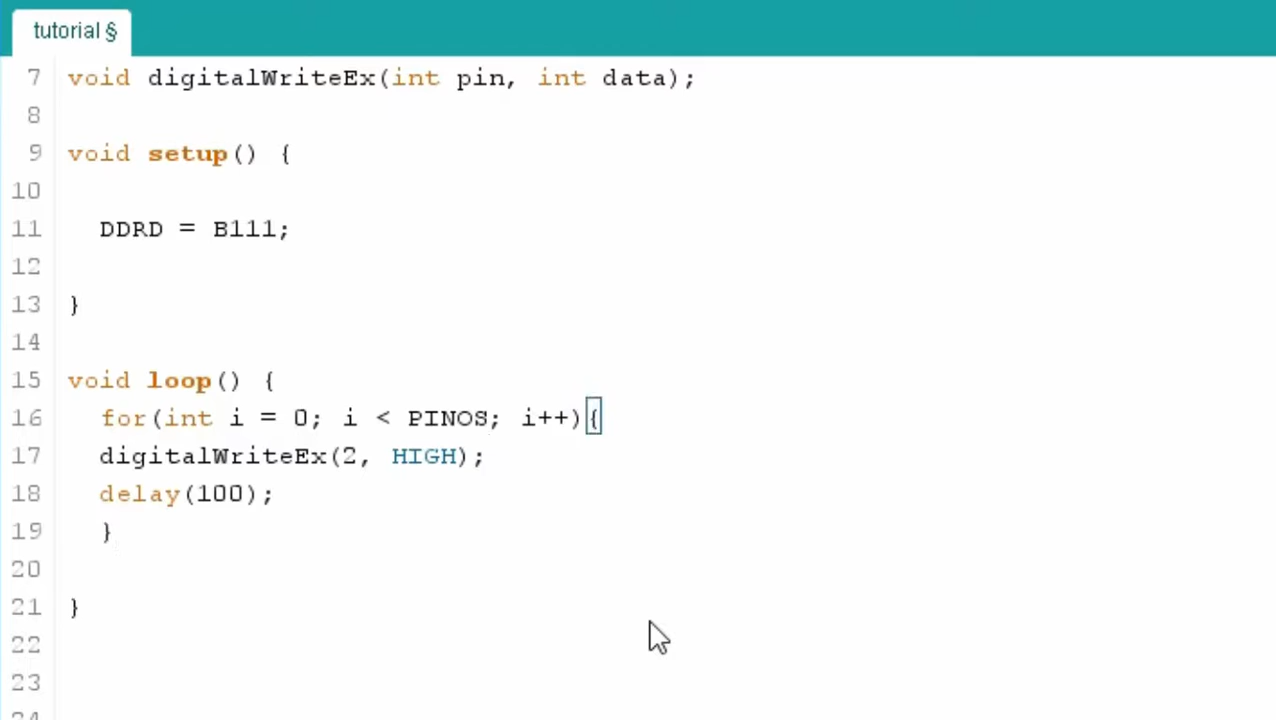 tutorial §
7 void digitalWriteEx(int pin, int data);
8
9 void setup() {
10
11 DDRD = B111;
12
13 }
14
15 void loop() {
16 for(int i = 0; i < PINOS; i++){
17 digitalWriteEx(2, HIGH);
18 delay(100);
19 }
20
21 }
22
23
24